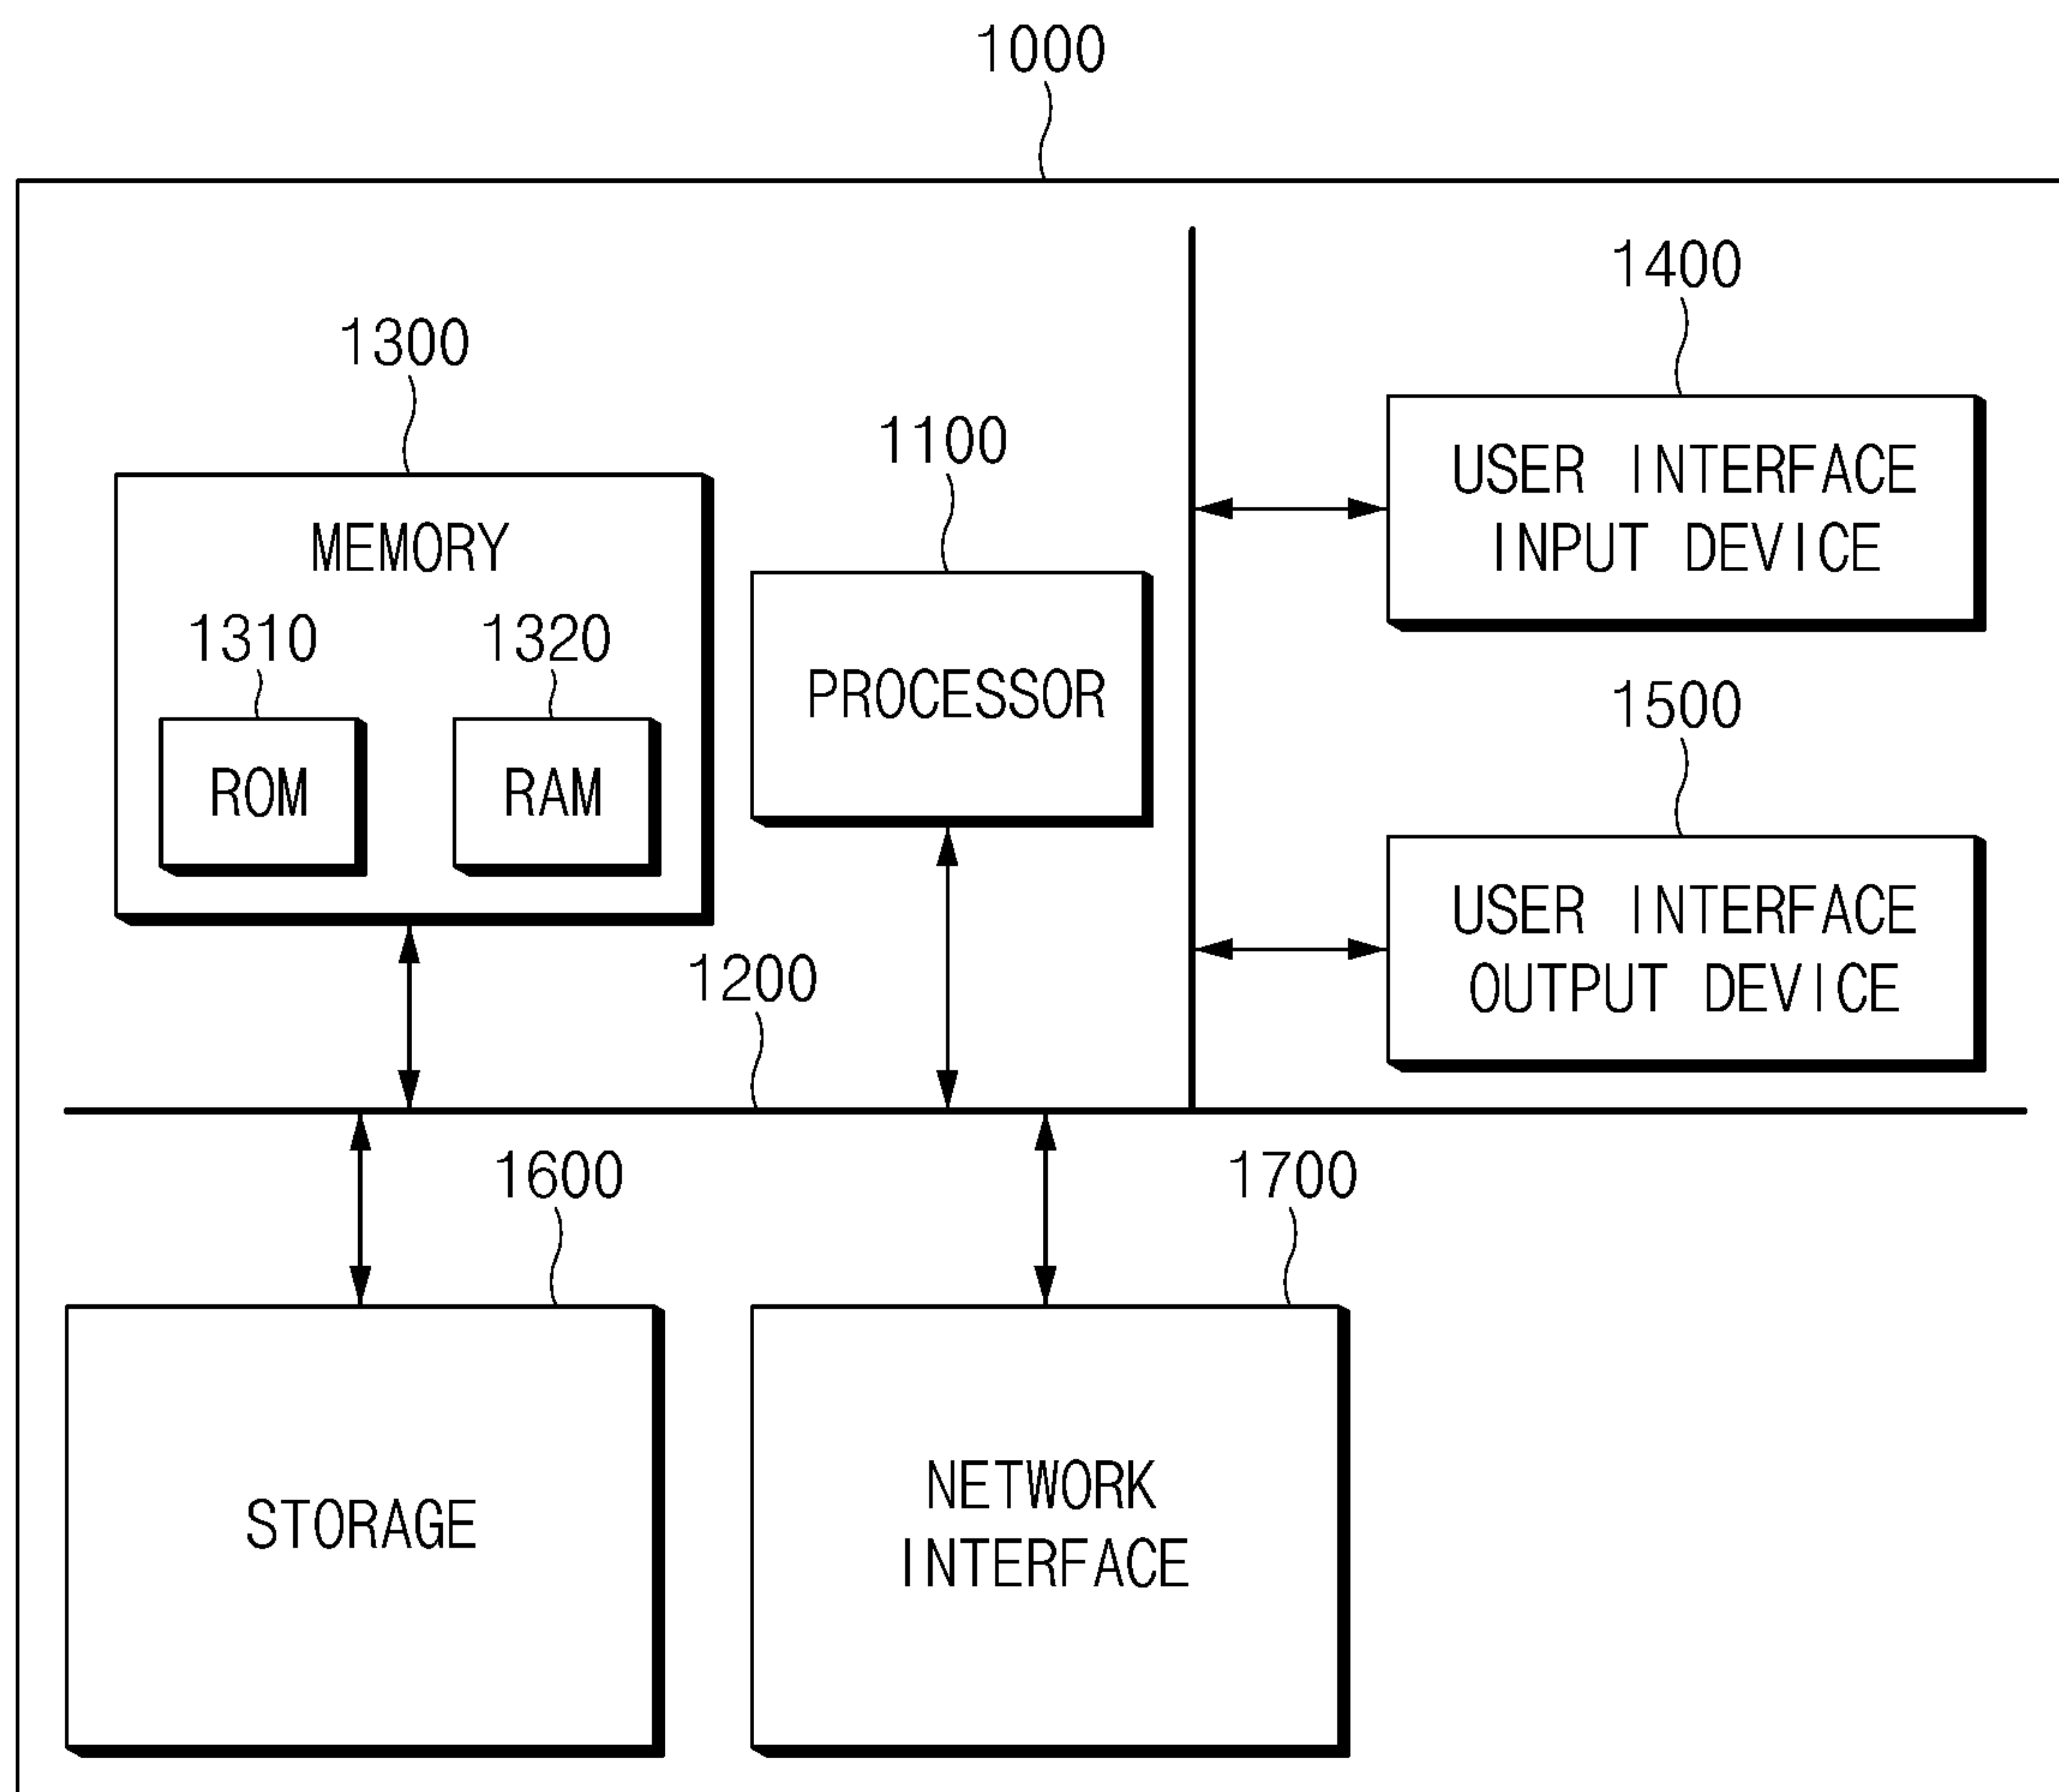 1000
1300
MEMORY
1310
ROM
1320
RAM
1100
PROCESSOR
1400
USER INTERFACE
INPUT DEVICE
1500
USER INTERFACE
OUTPUT DEVICE
1200
1600
STORAGE
1700
NETWORK
INTERFACE